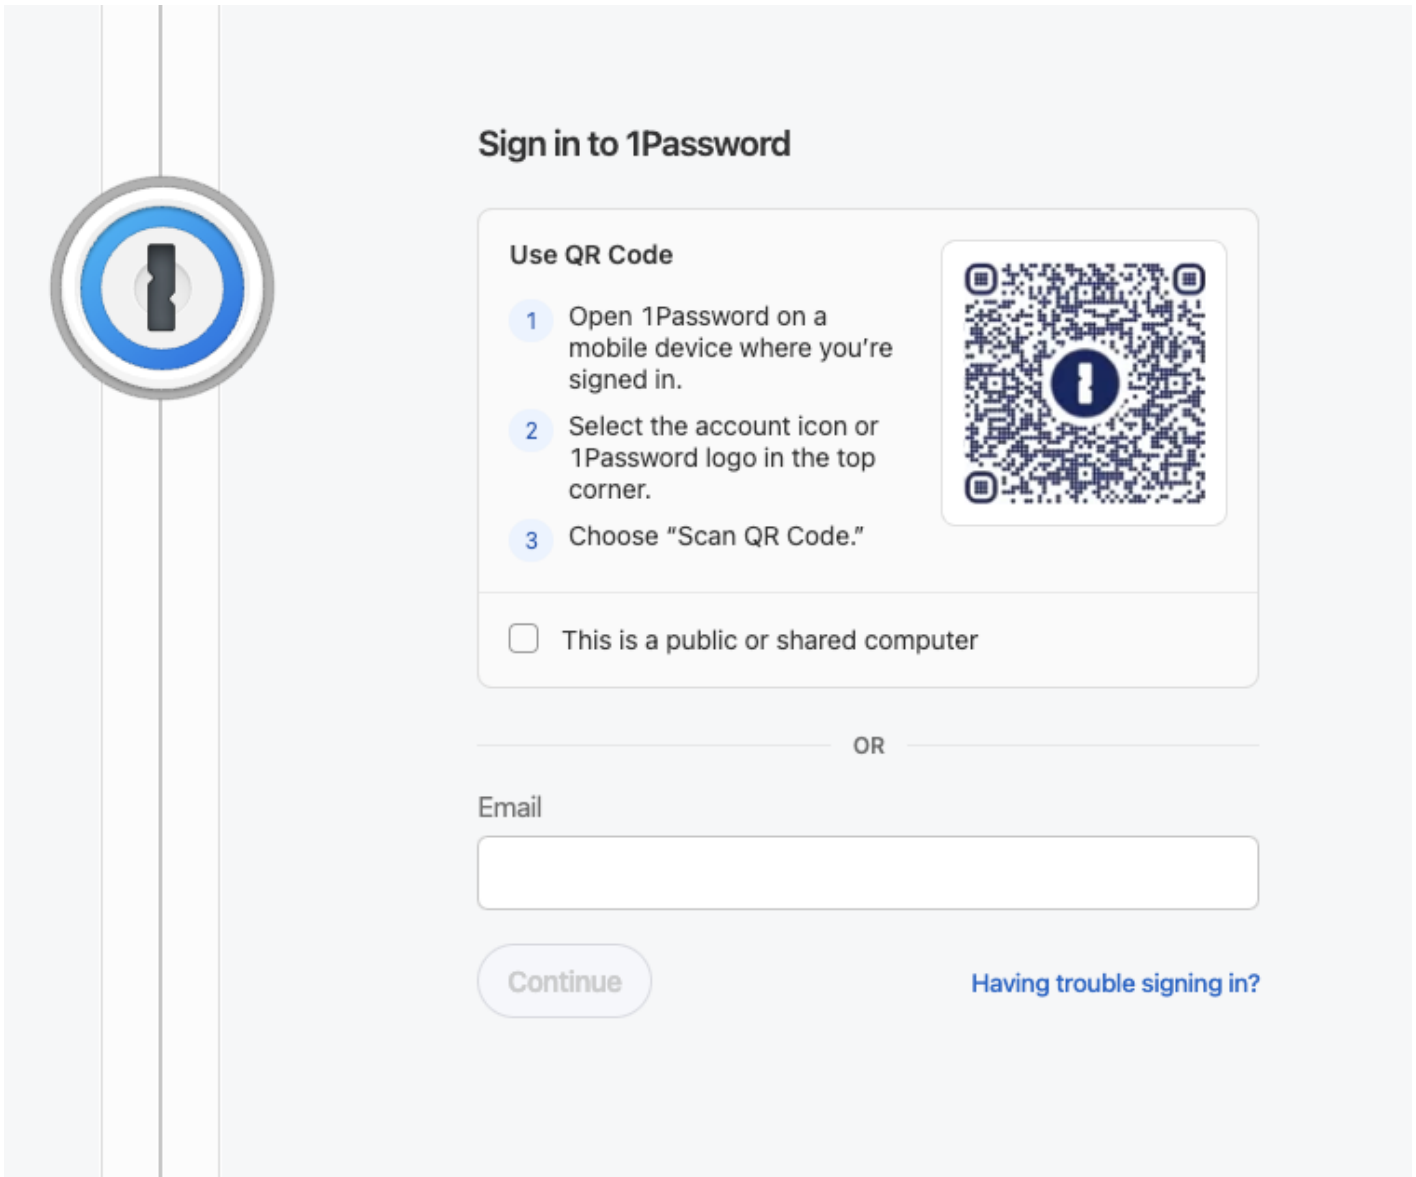 Sign in to 1Password
Use QR Code
1 Open 1Password on a
mobile device where you’re
signed in.
2 Select the account icon or
1Password logo in the top
corner.
3 Choose “Scan QR Code.”
This is a public or shared computer
OR
Email
Continue
Having trouble signing in?